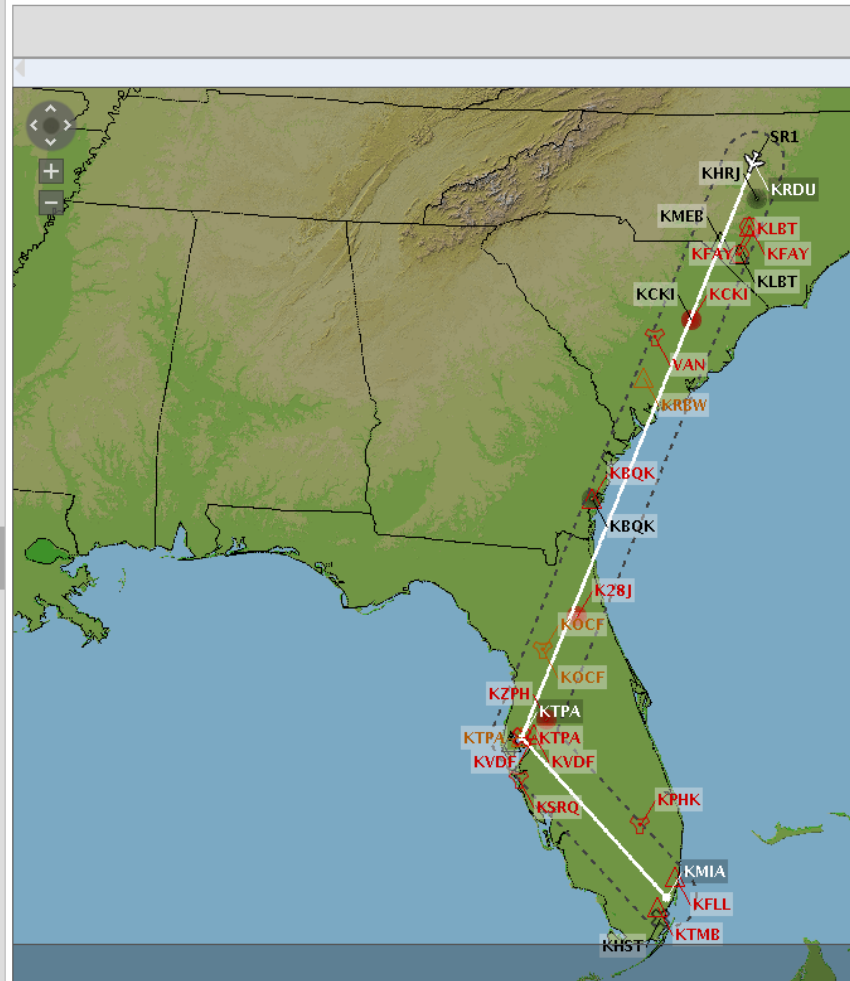 SR1
KHRJ
KRDU
KMEB
KLBT
KFAY
KFAY
KLBT
KCKI
KCKI
VAN
KRBW
KBQK
KBQK
K28J
KOCF
KOCF
KZPH
KTPA
KTPA
KTPA
KVDF
KVDF
KSRQ
KPHK
KMIA
KFLL
KTMB
KHST